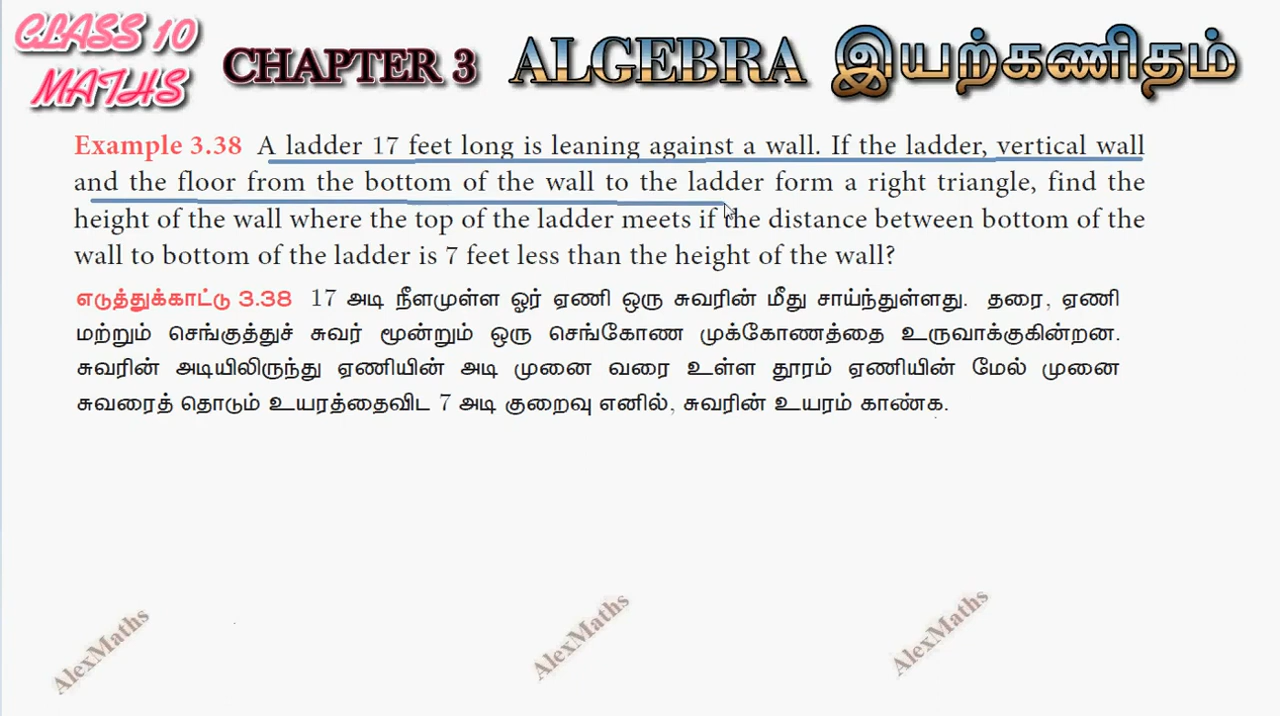 CLASS 10
MATHS
CHAPTER 3 ALGEBRA இயற்கணிதம்
Example 3.38 A ladder 17 feet long is leaning against a wall. If the ladder, vertical wall
and the floor from the bottom of the wall to the ladder form a right triangle, find the
height of the wall where the top of the ladder meets if the distance between bottom of the
wall to bottom of the ladder is 7 feet less than the height of the wall?
எடுத்துக்காட்டு 3.38 17 அடி நீளமுள்ள ஓர் ஏணி ஒரு சுவரின் மீது சாய்ந்துள்ளது. தரை, ஏணி
மற்றும் செங்குத்துச் சுவர் மூன்றும் ஒரு செங்கோண முக்கோணத்தை உருவாக்குகின்றன.
சுவரின் அடியிலிருந்து ஏணியின் அடி முனை வரை உள்ள தூரம் ஏணியின் மேல் முனை
சுவரைத் தொடும் உயரத்தைவிட 7 அடி குறைவு எனில், சுவரின் உயரம் காண்க.
AlexMaths
AlexMaths
AlexMaths